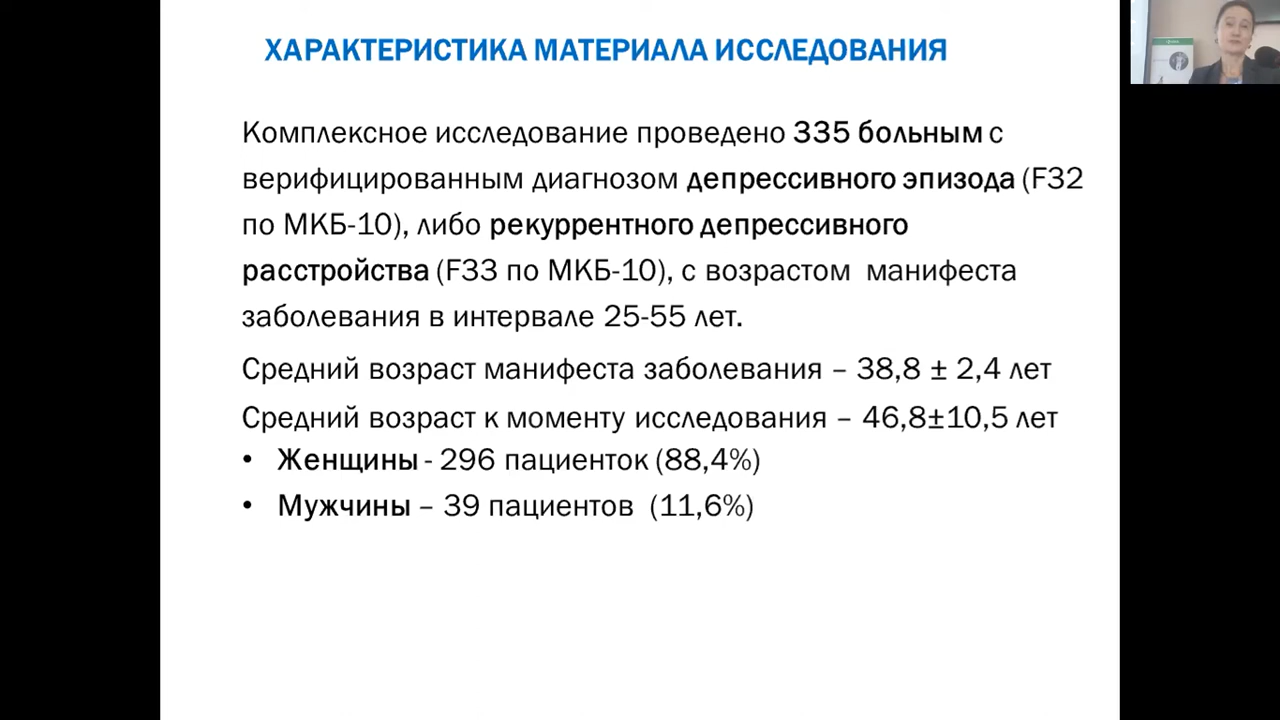 ХАРАКТЕРИСТИКА МАТЕРИАЛА ИССЛЕДОВАНИЯ
Комплексное исследование проведено 335 больным с
верифицированным диагнозом депрессивного эпизода (F32
по МКБ-10), либо рекуррентного депрессивного
расстройства (F33 по МКБ-10), с возрастом манифеста
заболевания в интервале 25-55 лет.
Средний возраст манифеста заболевания – 38,8 ± 2,4 лет
Средний возраст к моменту исследования – 46,8±10,5 лет
• Женщины - 296 пациенток (88,4%)
• Мужчины – 39 пациентов (11,6%)